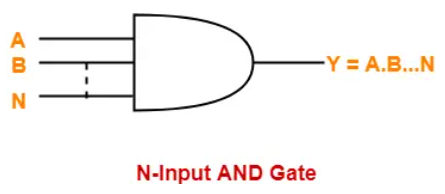 A
B
N
Y = A.B...N
N-Input AND Gate